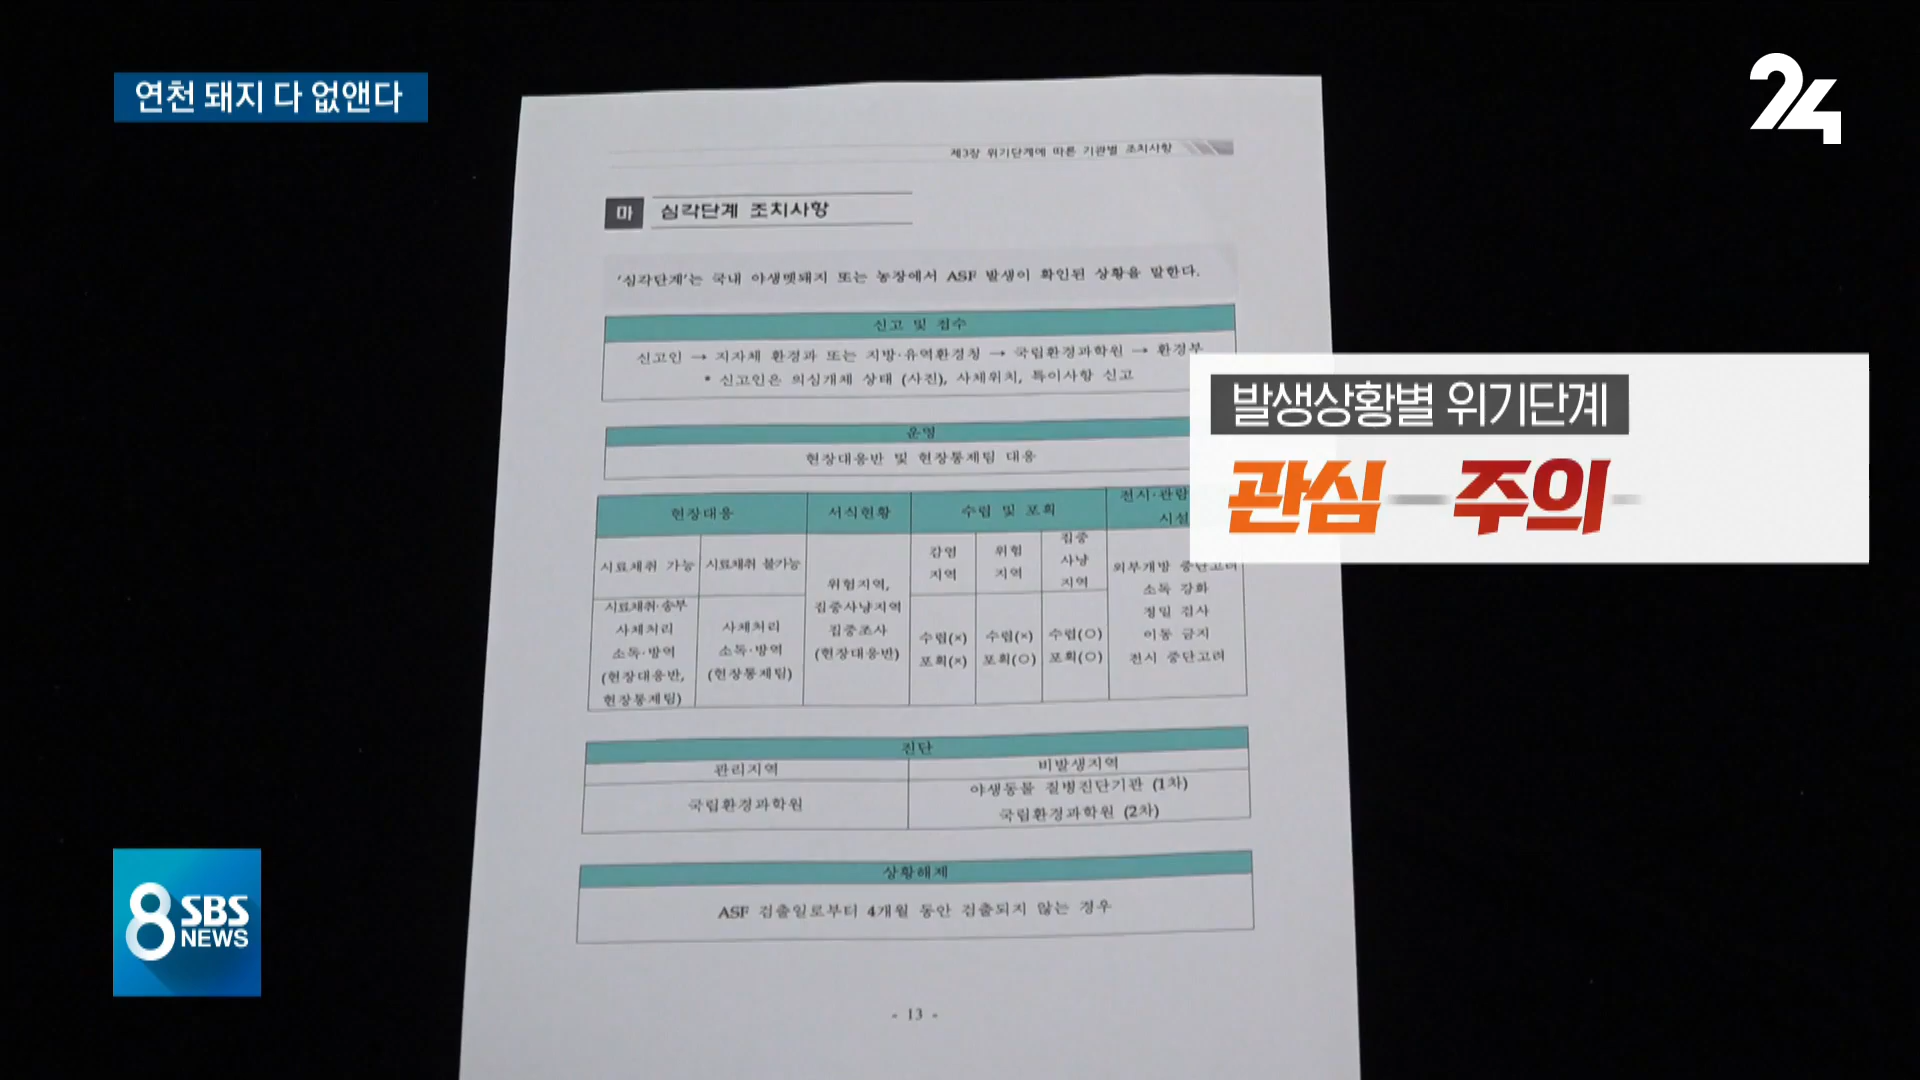 연천 돼지 다 없앤다
24
제3장 위기단계에 따른 기관별 조치사항
마 심각단계 조치사항
'심각단계'는 국내 야생멧돼지 또는 농장에서 ASF 발생이 확인된 상황을 말한다.
신고 및 접수
신고인 → 지자체 환경과 또는 지방·유역환경청 → 국립환경과학원 → 환경부
* 신고인은 의심개체 상태 (사진), 사체위치, 특이사항 신고
발생상황별 위기단계
관심 주의
운영
현장대응반 및 현장통제팀 대응
현장대응 서식현황 수렵 및 포획 전시·관람
시설
시료채취 가능 시료채취 불가능
시료채취·송부
사체처리
소독·방역
(현장대응반,
현장통제팀)
사체처리
소독·방역
(현장통제팀)
위험지역,
집중사냥지역
집중조사
(현장대응반)
감염
지역
수렵(×)
포획(×)
위험
지역
수렵(×)
포획(○)
집중
사냥
지역
수렵(○)
포획(○)
외부개방 중단고려
소독 강화
정밀 검사
이동 금지
전시 중단고려
진단
관리지역 비발생지역
국립환경과학원
야생동물 질병진단기관 (1차)
국립환경과학원 (2차)
상황해제
ASF 검출일로부터 4개월 동안 검출되지 않는 경우
- 13 -
8 SBS
NEWS